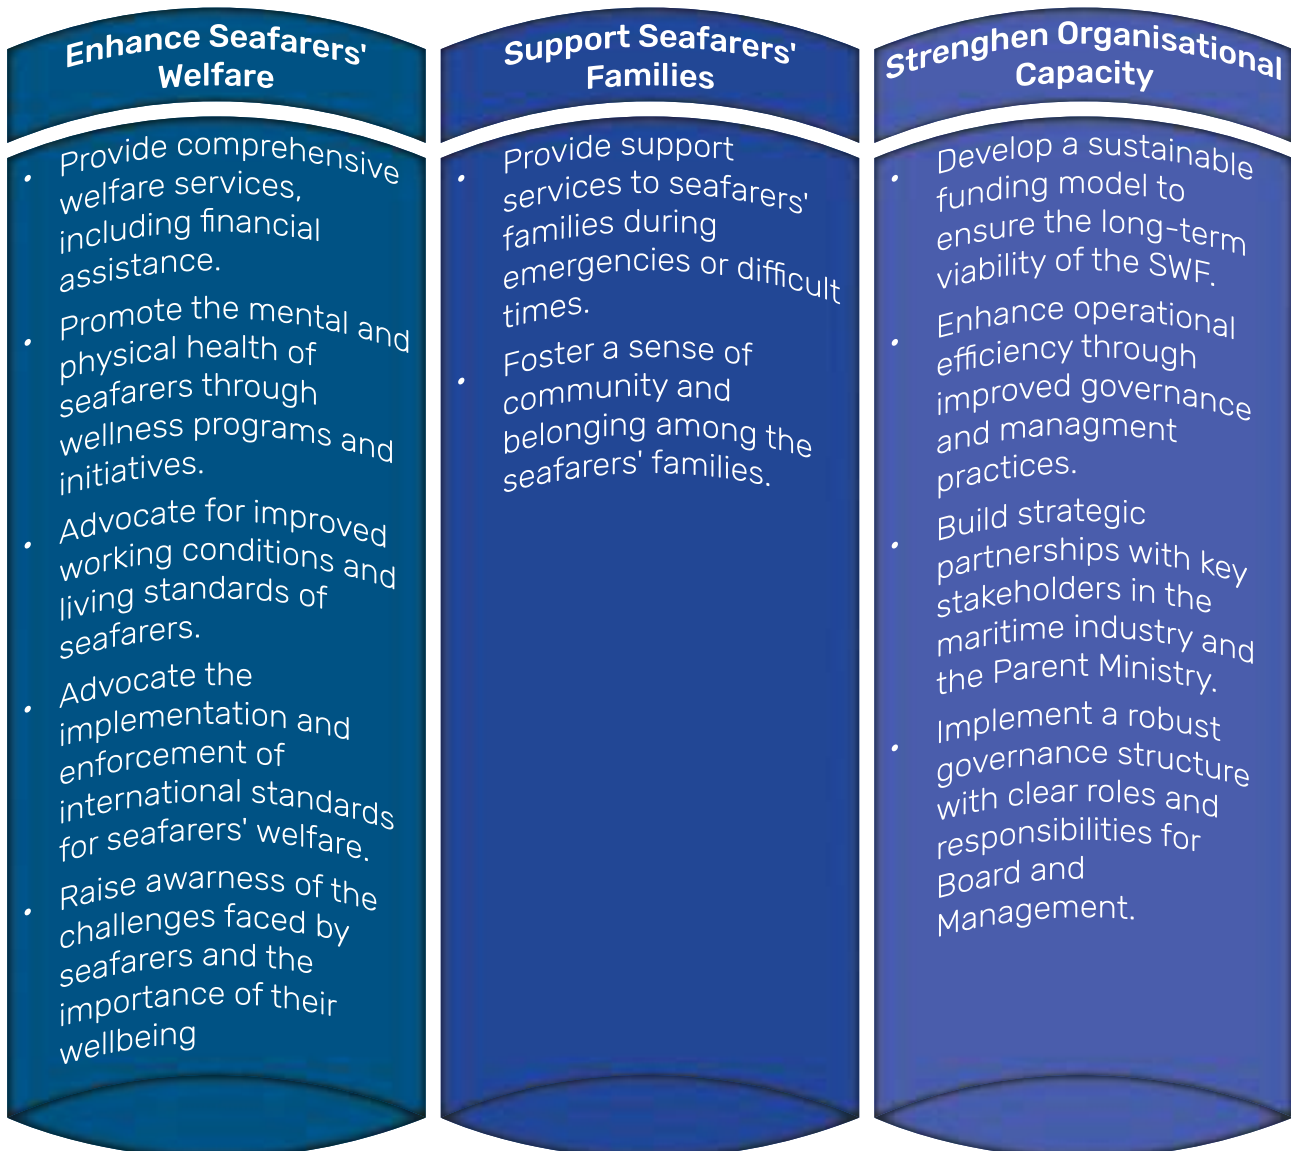 Enhance Seafarers'
Welfare
• Provide comprehensive
welfare services,
including financial
assistance.
• Promote the mental and
physical health of
seafarers through
wellness programs and
initiatives.
• Advocate for improved
working conditions and
living standards of
seafarers.
• Advocate the
implementation and
enforcement of
international standards
for seafarers' welfare.
• Raise awarness of the
challenges faced by
seafarers and the
importance of their
wellbeing
Support Seafarers'
Families
• Provide support
services to seafarers'
families during
emergencies or difficult
times.
• Foster a sense of
community and
belonging among the
seafarers' families.
Strenghen Organisational
Capacity
• Develop a sustainable
funding model to
ensure the long-term
viability of the SWF.
• Enhance operational
efficiency through
improved governance
and managment
practices.
• Build strategic
partnerships with key
stakeholders in the
maritime industry and
the Parent Ministry.
• Implement a robust
governance structure
with clear roles and
responsibilities for
Board and
Management.